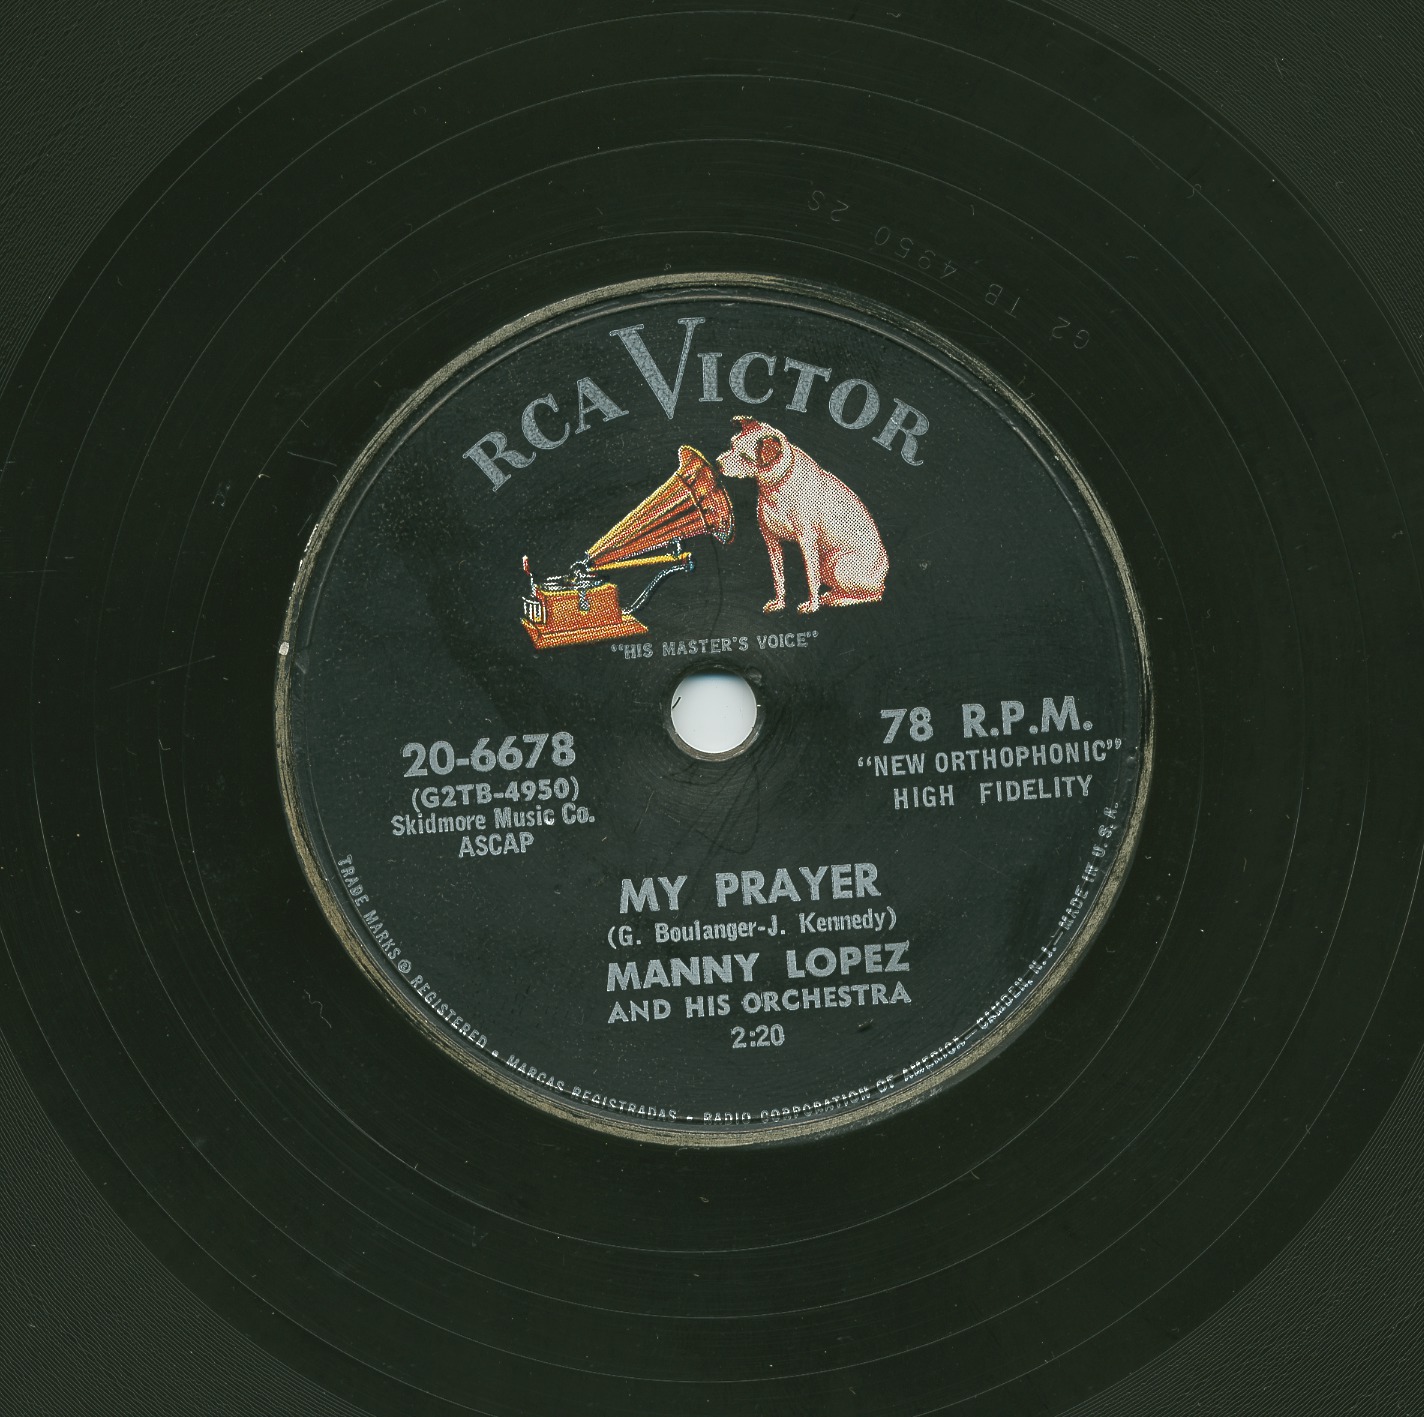 G2 TB 4950 2S
RCA VICTOR
"HIS MASTER'S VOICE"
20-6678
(G2TB-4950)
Skidmore Music Co.
ASCAP
78 R.P.M.
"NEW ORTHOPHONIC"
HIGH FIDELITY
MY PRAYER
(G. Boulanger-J. Kennedy)
MANNY LOPEZ
AND HIS ORCHESTRA
2:20
TRADE MARKS ® REGISTERED • MARCAS REGISTRADAS • RADIO CORPORATION OF AMERICA—CAMDEN, N. J.—MADE IN U.S.A.